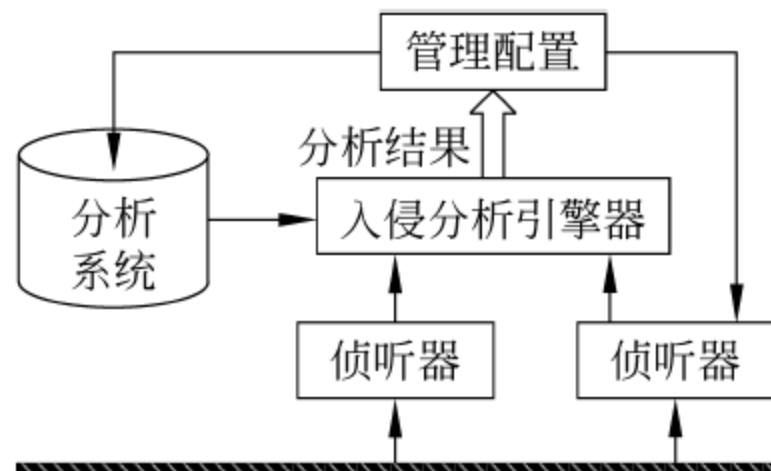 管理配置
分析结果
分析
系统
入侵分析引擎器
侦听器
侦听器